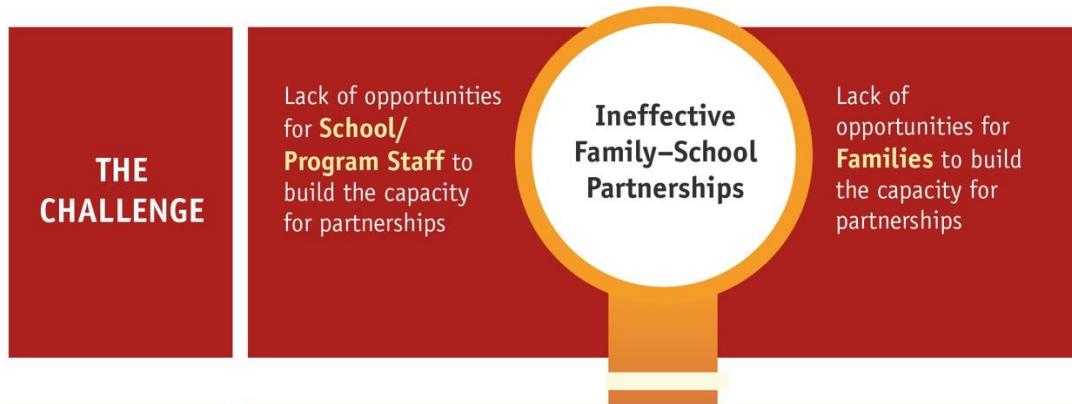 THE
CHALLENGE
Lack of opportunities
for School/
Program Staff to
build the capacity
for partnerships
Ineffective
Family–School
Partnerships
Lack of
opportunities for
Families to build
the capacity for
partnerships